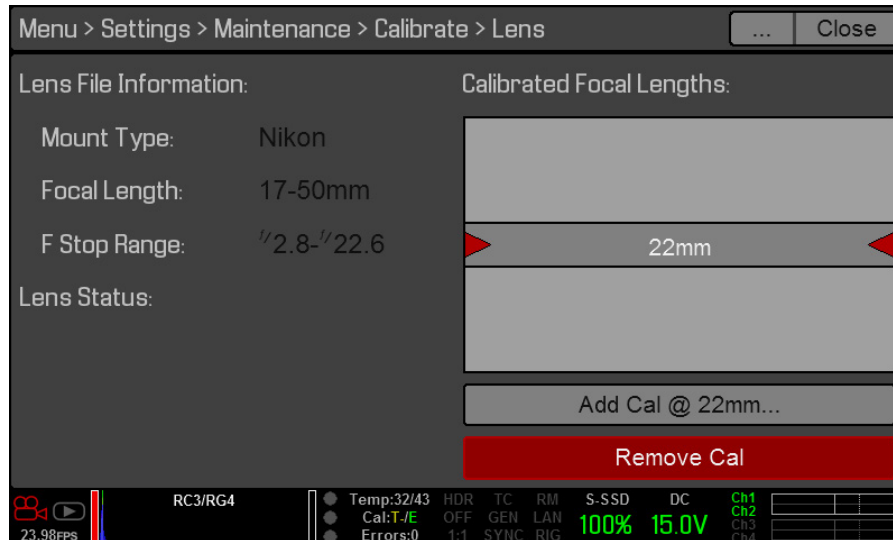 Menu > Settings > Maintenance > Calibrate > Lens
...
Close
Lens File Information:
Mount Type: Nikon
Focal Length: 17-50mm
F Stop Range: f/2.8-f/22.6
Lens Status:
Calibrated Focal Lengths:
22mm
Add Cal @ 22mm...
Remove Cal
23.98FPS
RC3/RG4
Temp:32/43
Cal:T-/E
Errors:0
HDR TC RM
OFF GEN LAN
1:1 SYNC RIG
S-SSD
100%
DC
15.0V
Ch1
Ch2
Ch3
Ch4